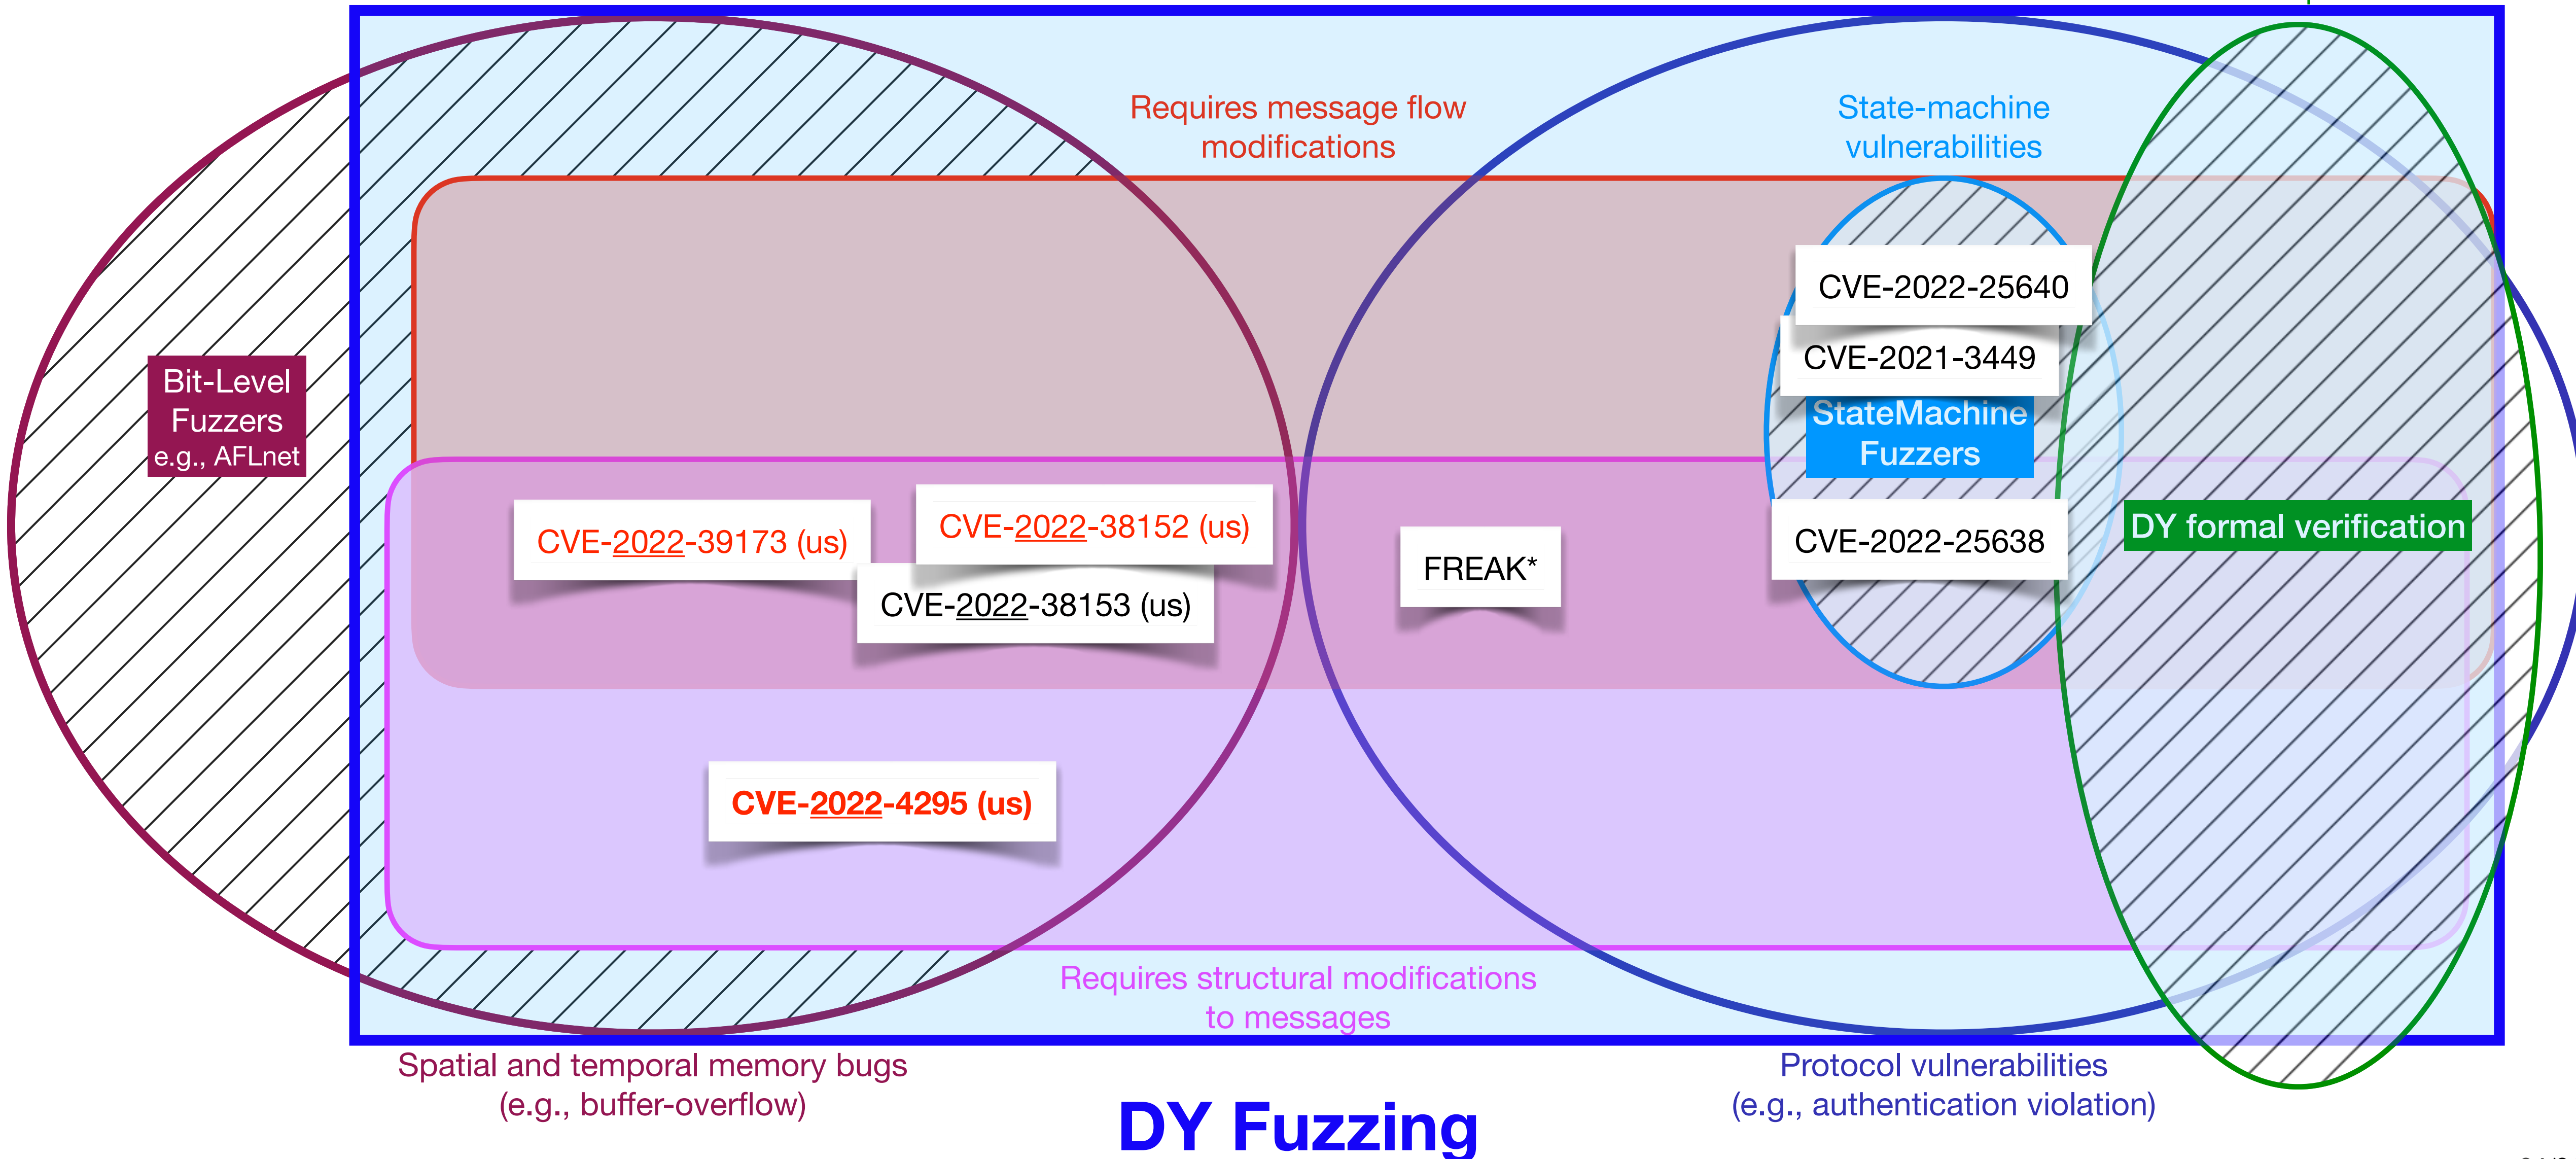 Requires message flow
modifications
State-machine
vulnerabilities
CVE-2022-25640
CVE-2021-3449
StateMachine
Fuzzers
Bit-Level
Fuzzers
e.g., AFLnet
CVE-2022-39173 (us)
CVE-2022-38152 (us)
CVE-2022-38153 (us)
FREAK*
CVE-2022-25638
DY formal verification
CVE-2022-4295 (us)
Requires structural modifications
to messages
Spatial and temporal memory bugs
(e.g., buffer-overflow)
Protocol vulnerabilities
(e.g., authentication violation)
DY Fuzzing